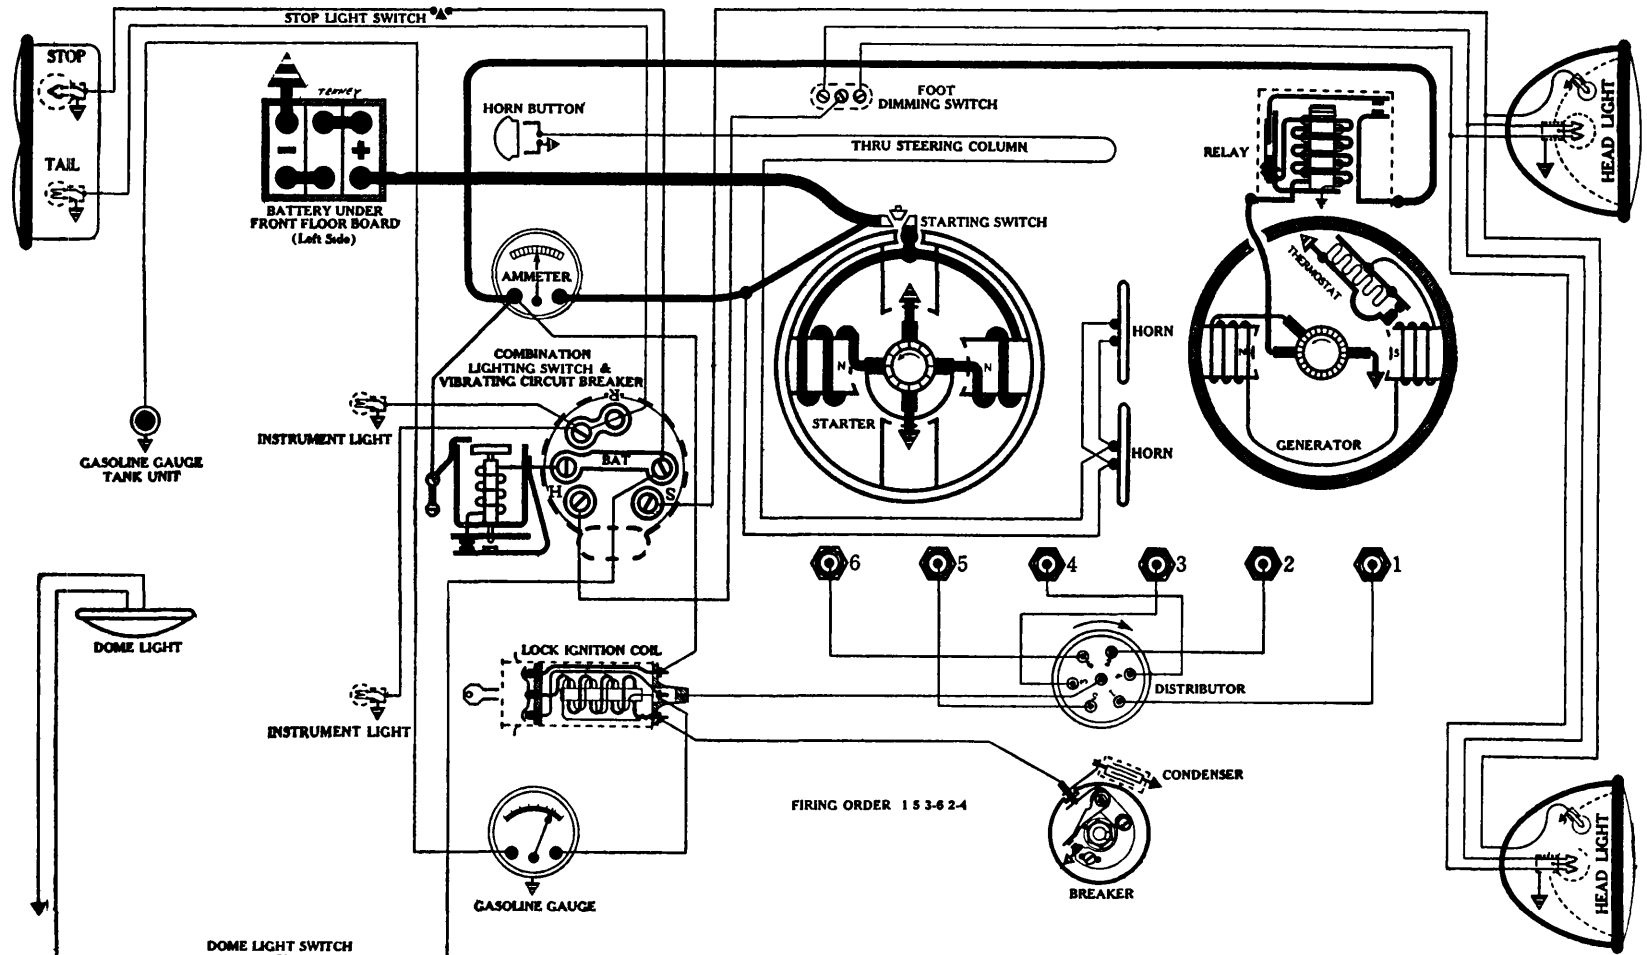 STOP LIGHT SWITCH
STOP
TAIL
Tenney
BATTERY UNDER
FRONT FLOOR BOARD
(Left Side)
HORN BUTTON
FOOT
DIMMING SWITCH
THRU STEERING COLUMN
RELAY
HEAD LIGHT
STARTING SWITCH
AMMETER
THERMOSTAT
HORN
HORN
N
N
STARTER
N
S
GENERATOR
COMBINATION
LIGHTING SWITCH &
VIBRATING CIRCUIT BREAKER
R
BAT
H
S
INSTRUMENT LIGHT
GASOLINE GAUGE
TANK UNIT
6
5
4
3
2
1
DOME LIGHT
LOCK IGNITION COIL
DISTRIBUTOR
INSTRUMENT LIGHT
CONDENSER
FIRING ORDER 1 5 3-6 2-4
BREAKER
HEAD LIGHT
GASOLINE GAUGE
DOME LIGHT SWITCH